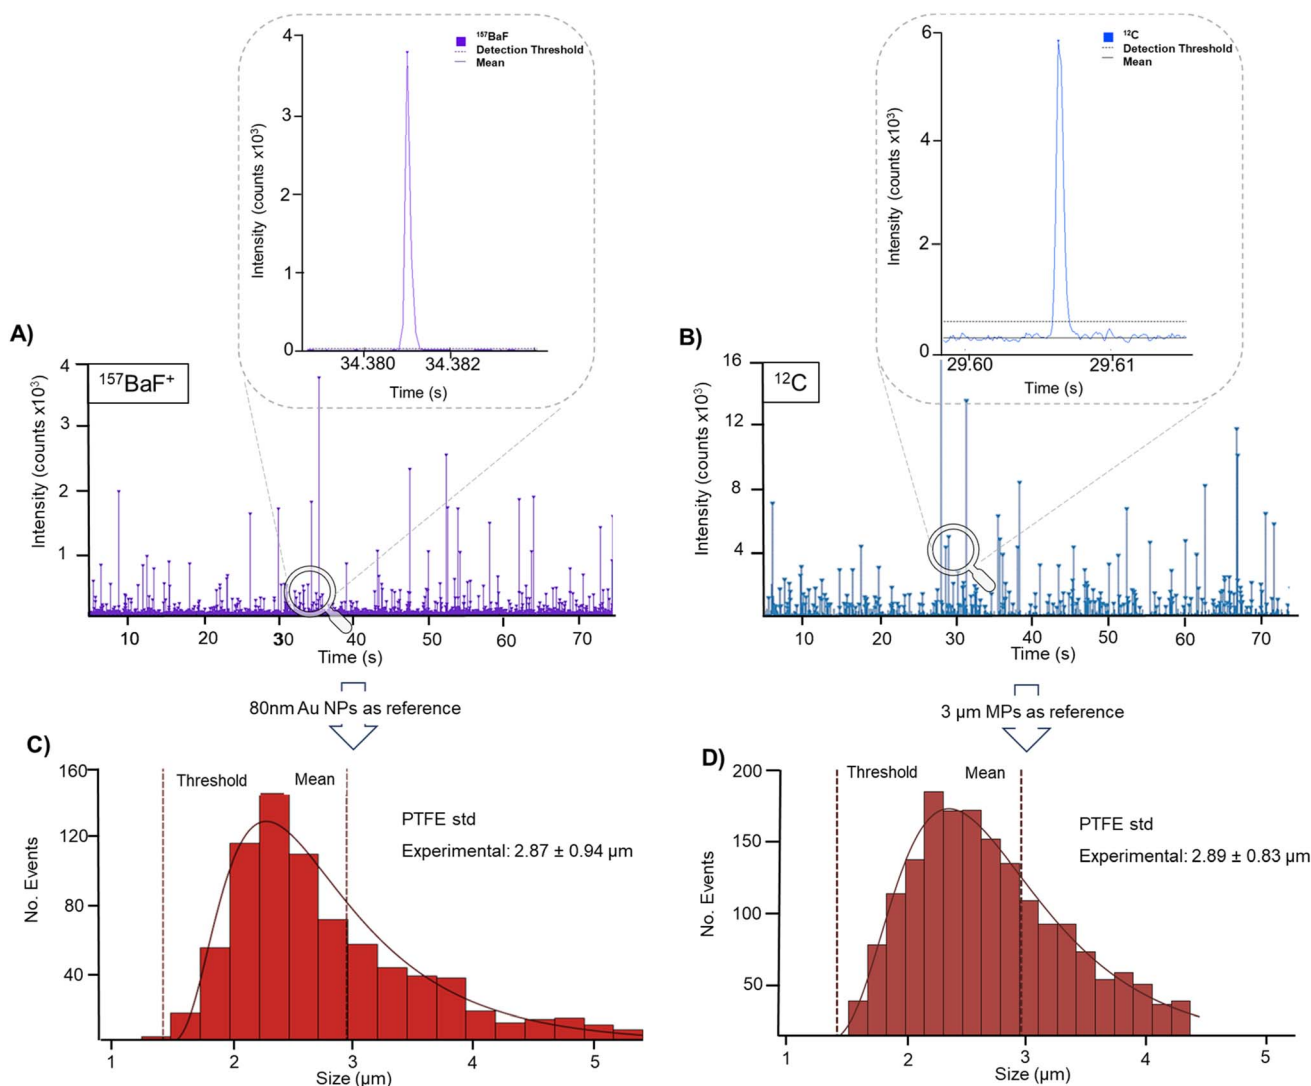 4
3
2
1
0
Intensity (counts x10³)
¹⁵⁷BaF
Detection Threshold
Mean
34.380
34.382
Time (s)
6
4
2
0
Intensity (counts x10³)
¹²C
Detection Threshold
Mean
29.60
29.61
Time (s)
A)
¹⁵⁷BaF⁺
4
3
2
1
Intensity (counts x10³)
10
20
30
40
50
60
70
Time (s)
B)
¹²C
16
12
8
4
Intensity (counts x10³)
10
20
30
40
50
60
70
Time (s)
80nm Au NPs as reference
3 µm MPs as reference
C)
160
120
80
40
No. Events
Threshold
Mean
PTFE std
Experimental: 2.87 ± 0.94 µm
1
2
3
4
5
Size (µm)
D)
200
150
100
50
No. Events
Threshold
Mean
PTFE std
Experimental: 2.89 ± 0.83 µm
1
2
3
4
5
Size (µm)